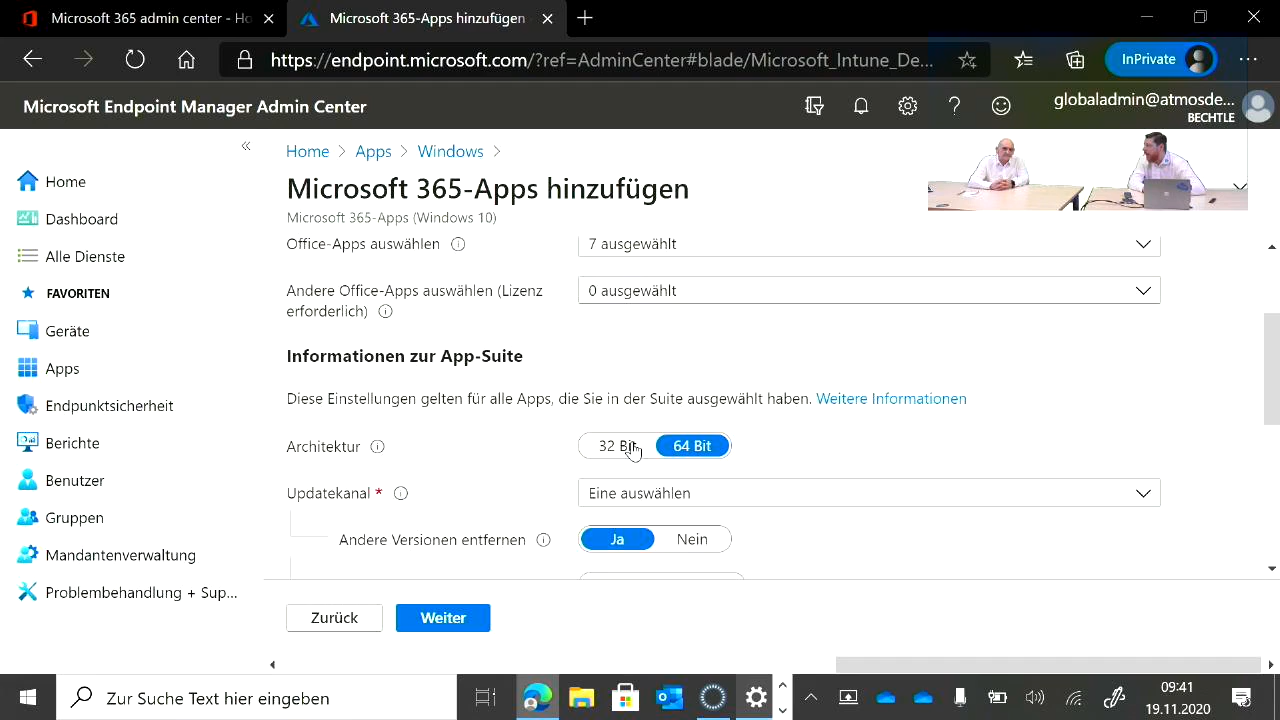 Microsoft 365 admin center - Ho
Microsoft 365-Apps hinzufügen
https://endpoint.microsoft.com/?ref=AdminCenter#blade/Microsoft_Intune_De...
InPrivate
Microsoft Endpoint Manager Admin Center
globaladmin@atmosde...
BECHTLE
Home
Dashboard
Alle Dienste
FAVORITEN
Geräte
Apps
Endpunktsicherheit
Berichte
Benutzer
Gruppen
Mandantenverwaltung
Problembehandlung + Sup...
Home > Apps > Windows >
Microsoft 365-Apps hinzufügen
Microsoft 365-Apps (Windows 10)
Office-Apps auswählen
7 ausgewählt
Andere Office-Apps auswählen (Lizenz
erforderlich)
0 ausgewählt
Informationen zur App-Suite
Diese Einstellungen gelten für alle Apps, die Sie in der Suite ausgewählt haben. Weitere Informationen
Architektur
32 Bit 64 Bit
Updatekanal *
Eine auswählen
Andere Versionen entfernen
Ja Nein
Zurück Weiter
Zur Suche Text hier eingeben
09:41
19.11.2020